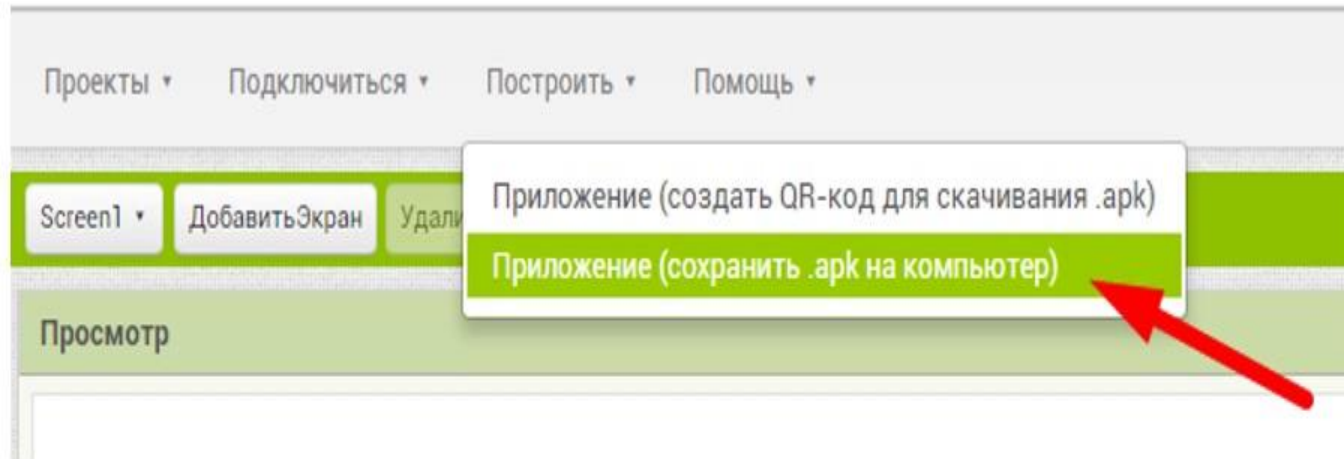 Проекты Подключиться Построить Помощь
Приложение (создать QR-код для скачивания .apk)
Screen1 ДобавитьЭкран Удали
Приложение (сохранить .apk на компьютер)
Просмотр